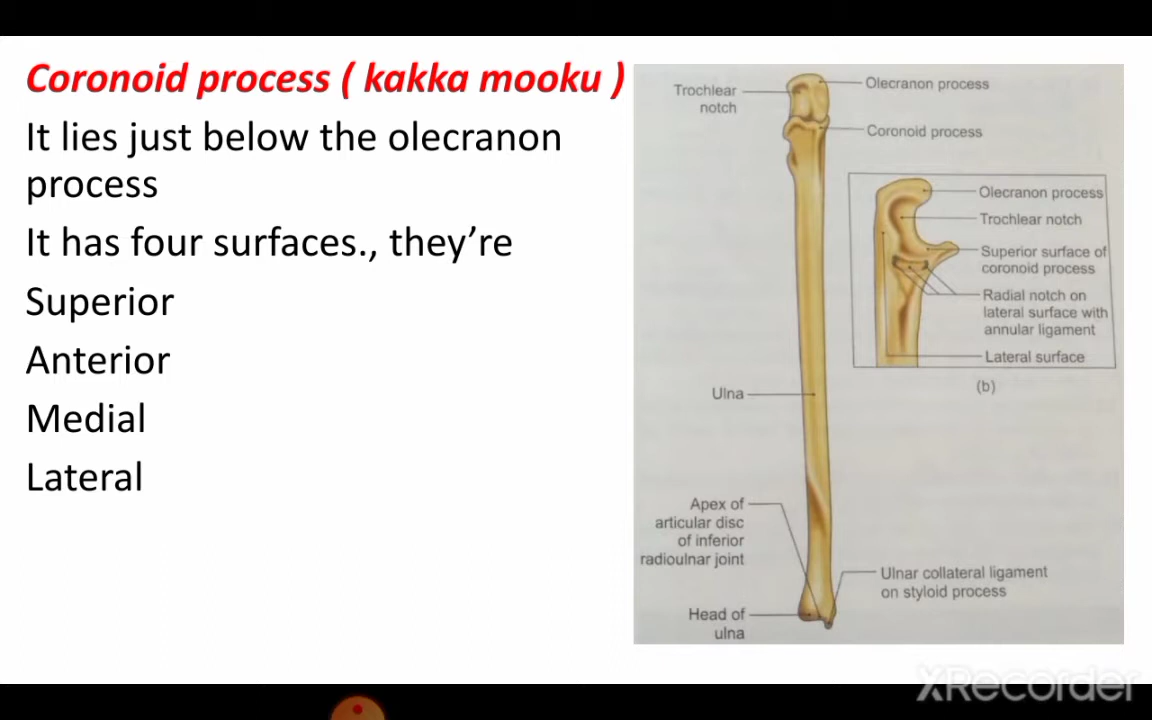 Coronoid process ( kakka mooku )
It lies just below the olecranon
process
It has four surfaces., they’re
Superior
Anterior
Medial
Lateral
Trochlear
notch
Olecranon process
Coronoid process
Olecranon process
Trochlear notch
Superior surface of
coronoid process
Radial notch on
lateral surface with
annular ligament
Lateral surface
(b)
Ulna
Apex of
articular disc
of inferior
radioulnar joint
Ulnar collateral ligament
on styloid process
Head of
ulna
XRecorder